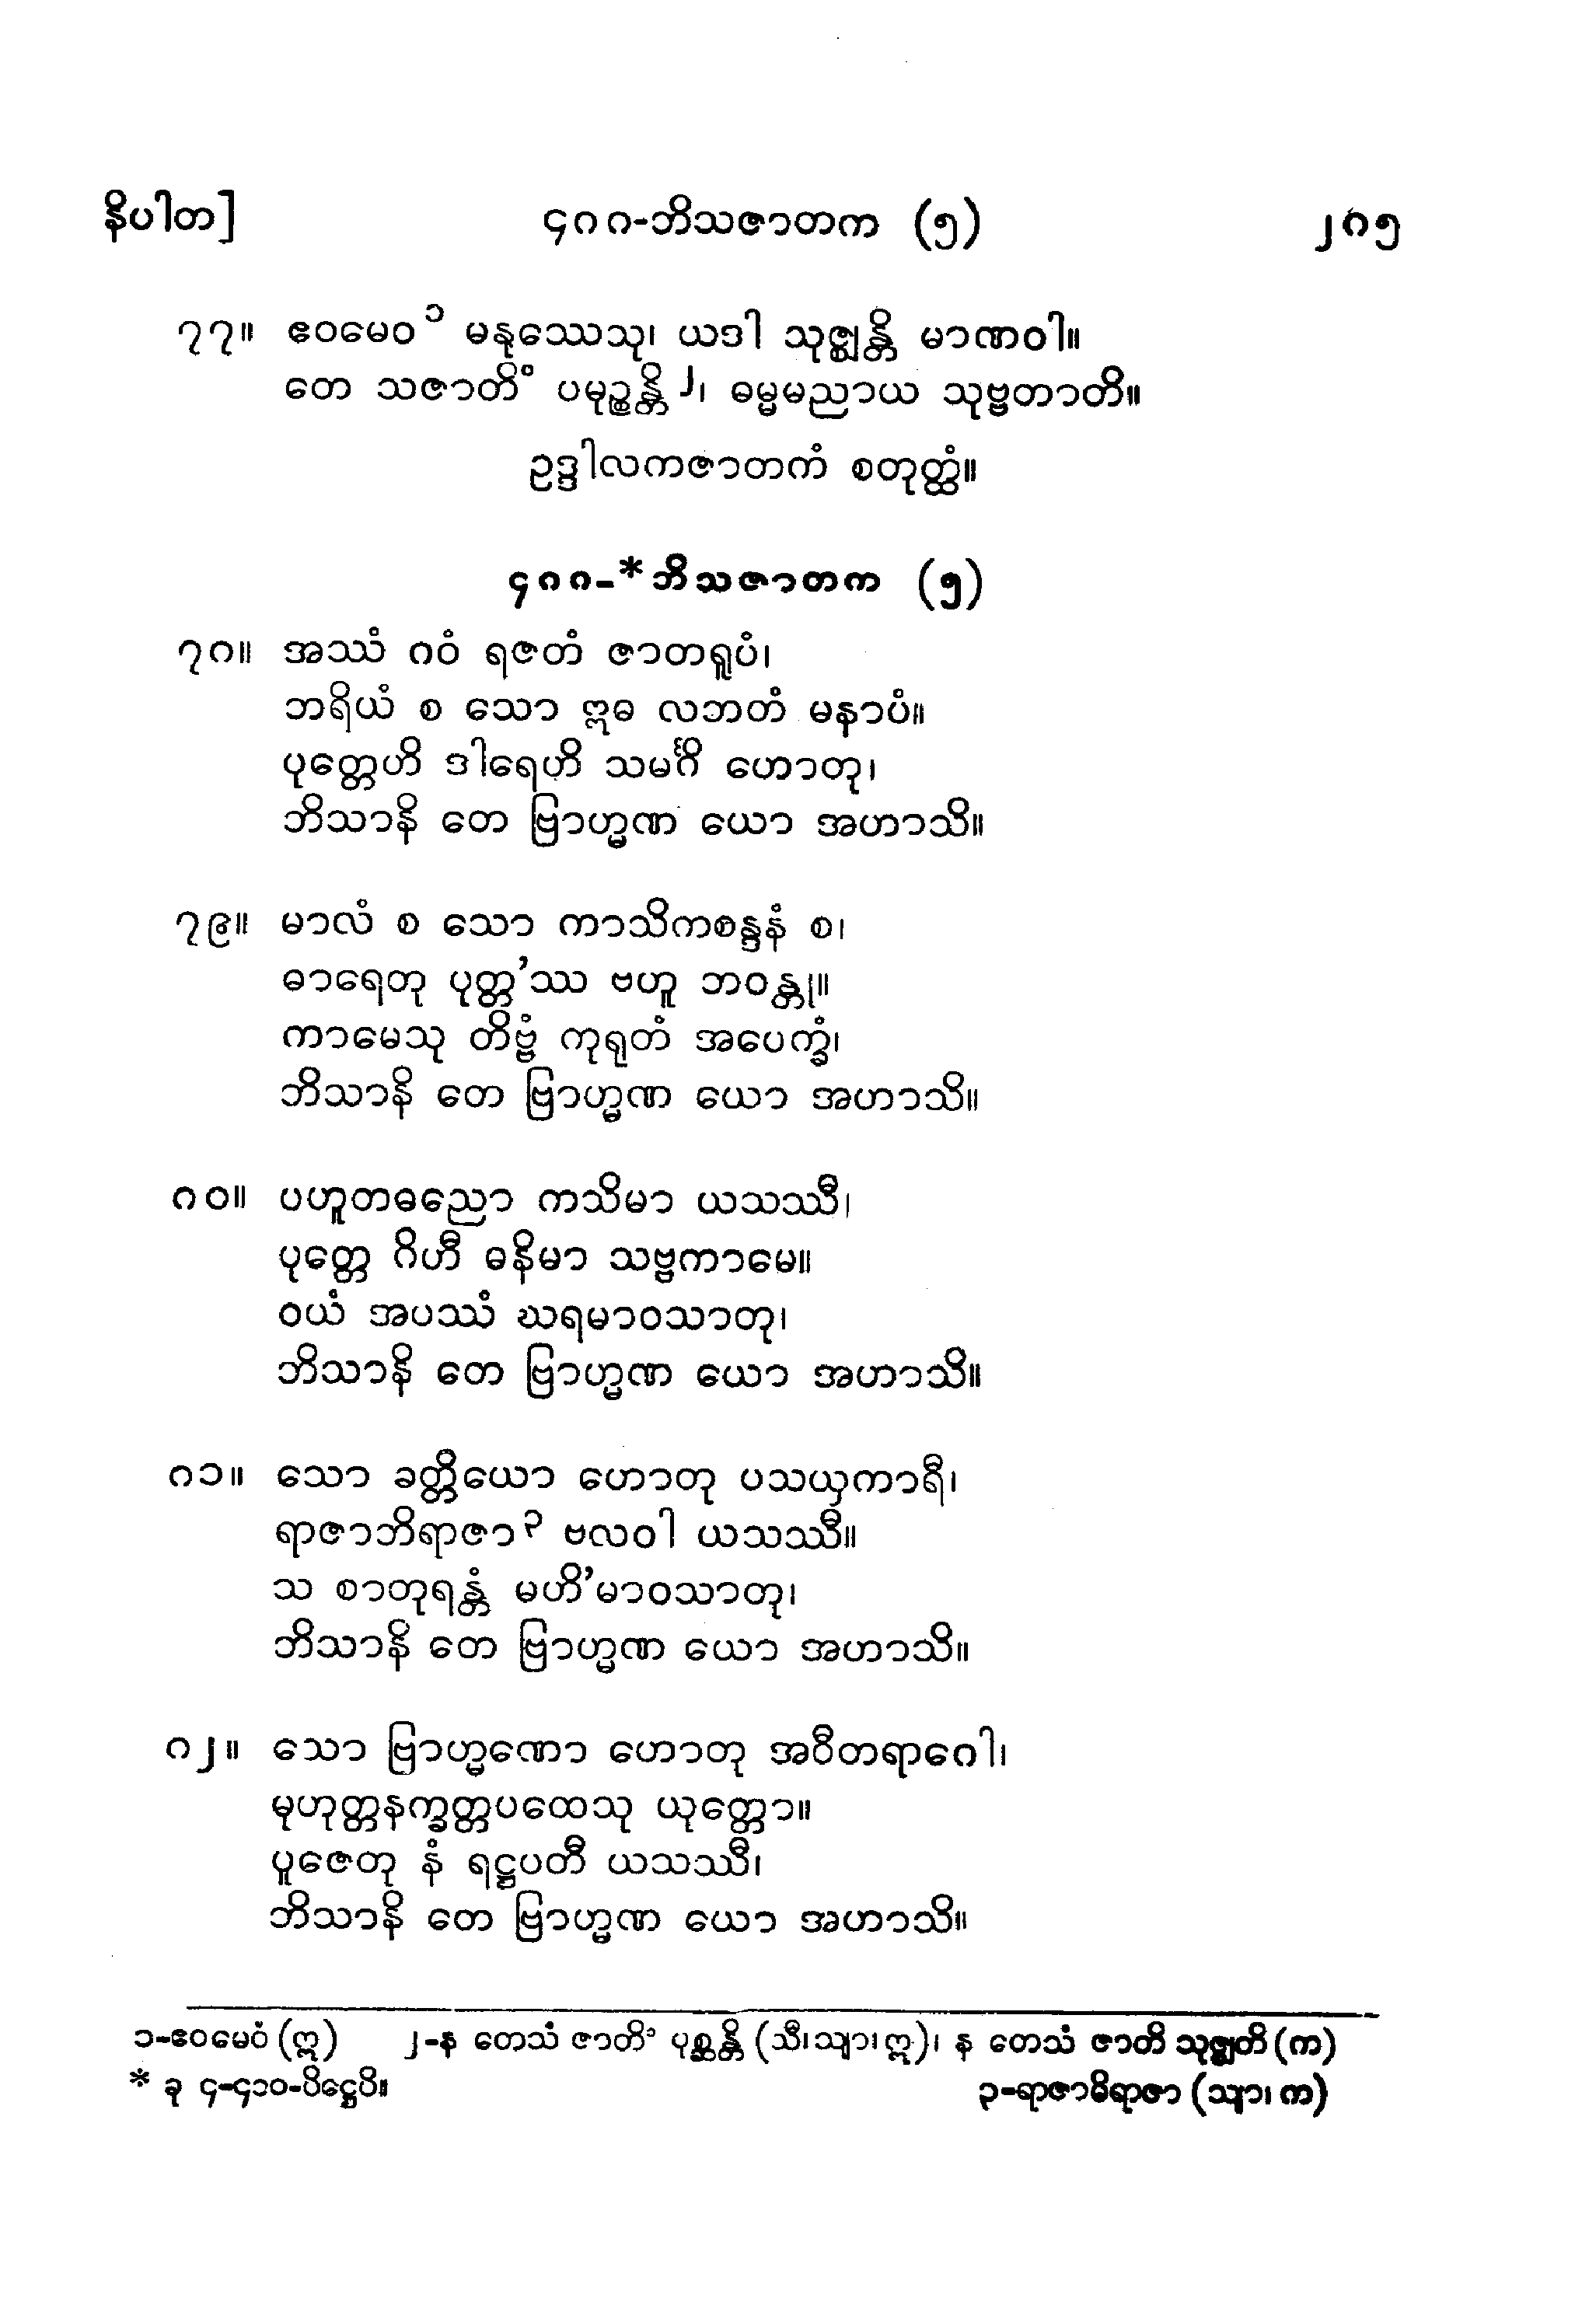 နိပါတ]	၄၈၈-ဘိသဇာတက (၅)	၂၈၅
၇၇။ ဧဝမေဝ၁ မနုဿေသု၊ ယဒါ သုဇ္ဈန္တိ မာဏဝါ။
တေ သဇာတိံ ပမုဉ္စန္တိ၂၊ ဓမ္မမညာယ သုဗ္ဗတာတိ။
ဥဒ္ဒါလကဇာတကံ စတုတ္ထံ။
၄၈၈-*ဘိသဇာတက (၅)
၇၈။ အဿံ ဂဝံ ရဇတံ ဇာတရူပံ၊
ဘရိယံ စ သော ဣဓ လဘတံ မနာပံ။
ပုတ္တေဟိ ဒါရေဟိ သမင်္ဂိ ဟောတု၊
ဘိသာနိ တေ ဗြာဟ္မဏ ယော အဟာသိ။
၇၉။ မာလံ စ သော ကာသိကစန္ဒနံ စ၊
ဓာရေတု ပုတ္တ’ဿ ဗဟူ ဘဝန္တု။
ကာမေသု တိဗ္ဗံ ကုရုတံ အပေက္ခံ၊
ဘိသာနိ တေ ဗြာဟ္မဏ ယော အဟာသိ။
၈၀။ ပဟူတဓညော ကသိမာ ယသဿီ၊
ပုတ္တေ ဂိဟီ ဓနိမာ သဗ္ဗကာမေ။
ဝယံ အပဿံ ဃရမာဝသာတု၊
ဘိသာနိ တေ ဗြာဟ္မဏ ယော အဟာသိ။
၈၁။ သော ခတ္တိယော ဟောတု ပသယှကာရီ၊
ရာဇာဘိရာဇာ၃ ဗလဝါ ယသဿီ။
သ စာတုရန္တံ မဟိ’မာဝသာတု၊
ဘိသာနိ တေ ဗြာဟ္မဏ ယော အဟာသိ။
၈၂။ သော ဗြာဟ္မဏော ဟောတု အဝီတရာဂေါ၊
မုဟုတ္တနက္ခတ္တပထေသု ယုတ္တော။
ပူဇေတု နံ ရဋ္ဌပတီ ယသဿီ၊
ဘိသာနိ တေ ဗြာဟ္မဏ ယော အဟာသိ။
၁-ဧဝမေဝံ (ဣ)	၂-န တေသံ ဇာတိံ ပုစ္ဆန္တိ (သီ၊သျာ၊ဣ)၊ န တေသံ ဇာတိ သုဇ္ဈတိ (က)
* ခု ၄-၄၁၀-ပိဋ္ဌေပိ။	၃-ရာဇာဓိရာဇာ (သျာ၊ က)